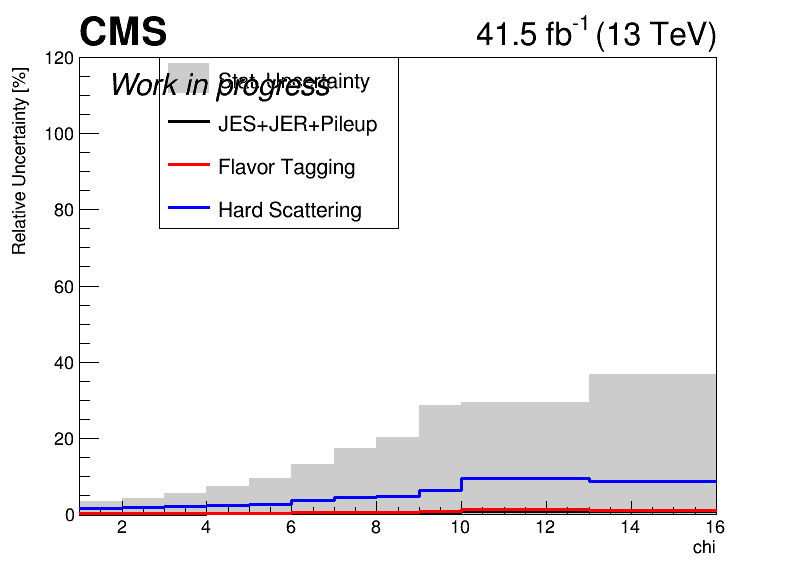 CMS
41.5 fb-1 (13 TeV)
Relative Uncertainty [%]
120
100
80
60
40
20
0
Work in progress
Stat. Uncertainty
JES+JER+Pileup
Flavor Tagging
Hard Scattering
2 4 6 8 10 12 14 16
chi